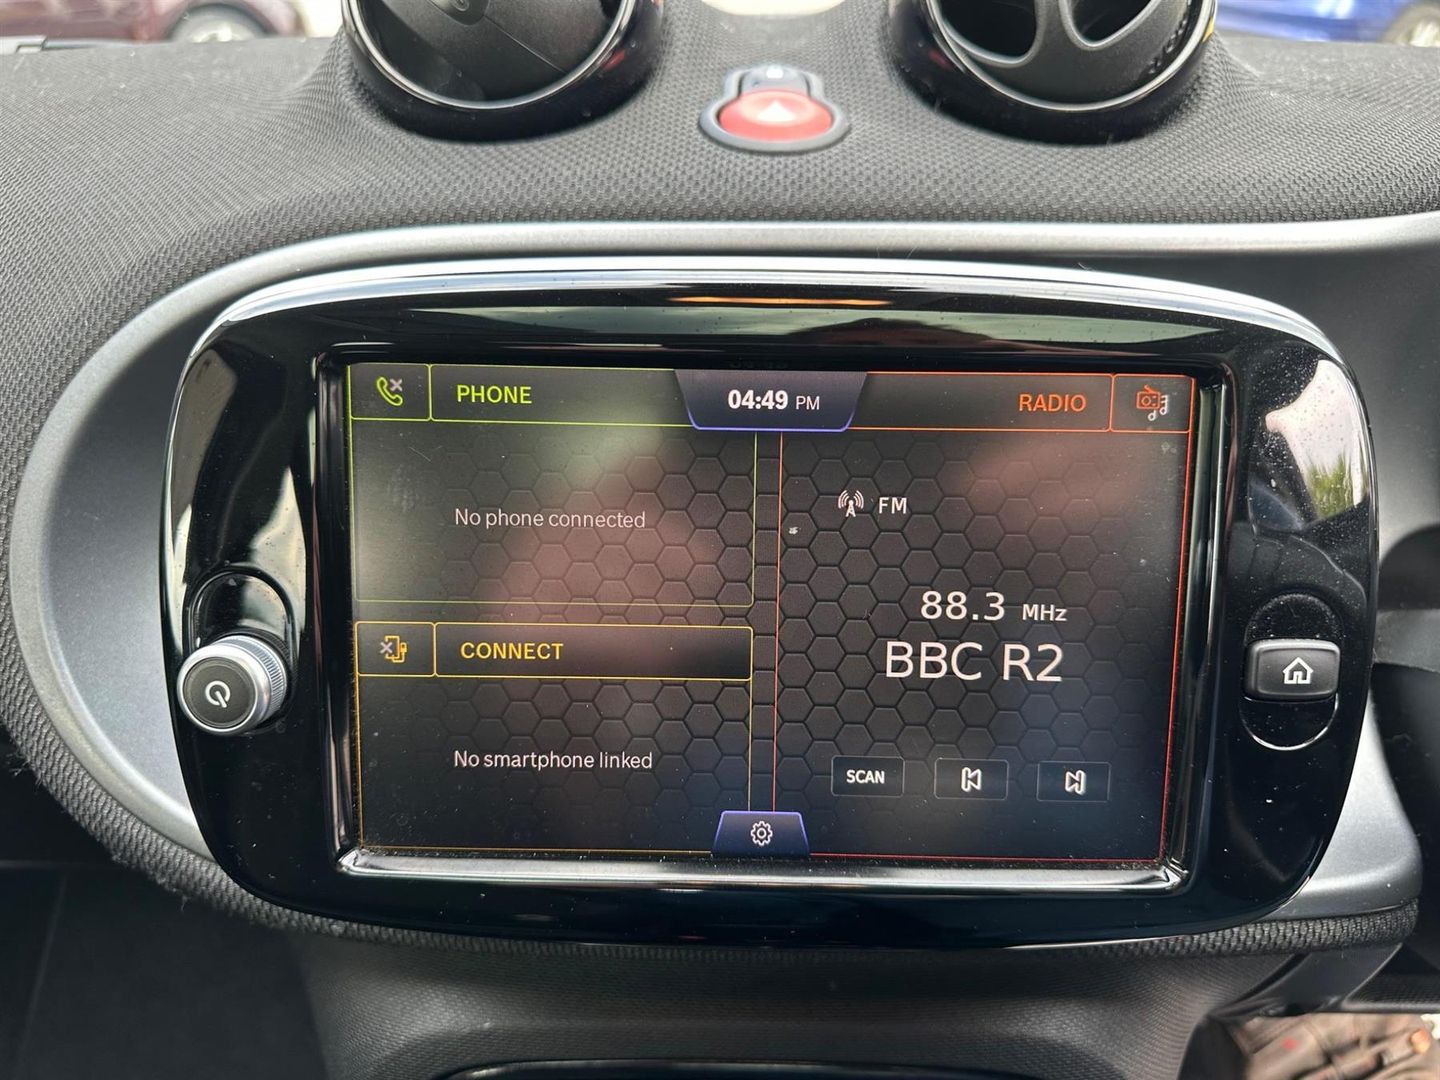 PHONE
04:49 PM
RADIO
No phone connected
FM
88.3 MHz
BBC R2
CONNECT
No smartphone linked
SCAN